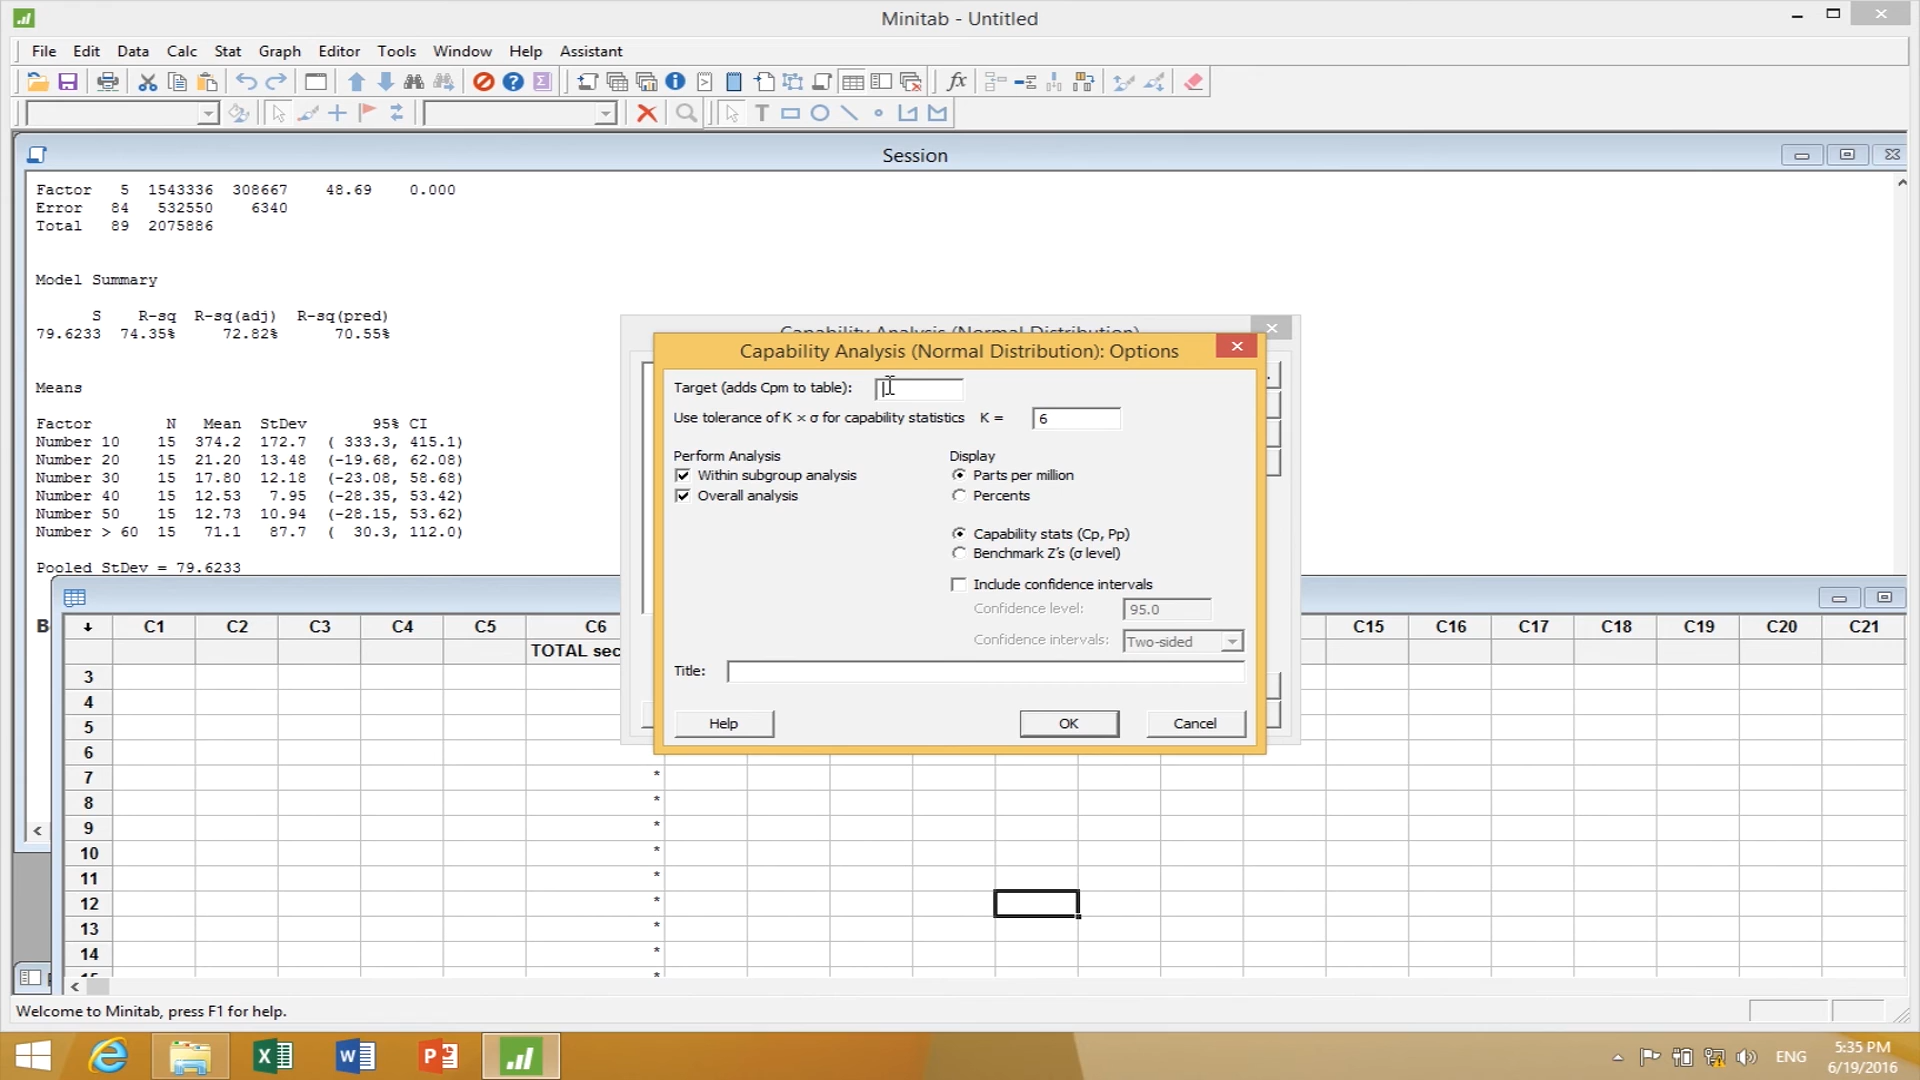 Minitab - Untitled
File Edit Data Calc Stat Graph Editor Tools Window Help Assistant
Session
Factor 5 1543336 308667 48.69 0.000
Error 84 532550 6340
Total 89 2075886
Model Summary
S R-sq R-sq(adj) R-sq(pred)
79.6233 74.35% 72.82% 70.55%
Means
Factor N Mean StDev 95% CI
Number 10 15 374.2 172.7 ( 333.3, 415.1)
Number 20 15 21.20 13.48 (-19.68, 62.08)
Number 30 15 17.80 12.18 (-23.08, 58.68)
Number 40 15 12.53 7.95 (-28.35, 53.42)
Number 50 15 12.73 10.94 (-28.15, 53.62)
Number > 60 15 71.1 87.7 ( 30.3, 112.0)
Pooled StDev = 79.6233
Capability Analysis (Normal Distribution)
Capability Analysis (Normal Distribution): Options
Target (adds Cpm to table):
Use tolerance of K × σ for capability statistics K = 6
Perform Analysis
Within subgroup analysis
Overall analysis
Display
Parts per million
Percents
Capability stats (Cp, Pp)
Benchmark Z's (σ level)
Include confidence intervals
Confidence level: 95.0
Confidence intervals: Two-sided
Title:
Help OK Cancel
B
C1 C2 C3 C4 C5 C6 C15 C16 C17 C18 C19 C20 C21
TOTAL sec
3
4
5
6
7 *
8 *
9 *
10 *
11 *
12 *
13 *
14 *
15 *
Welcome to Minitab, press F1 for help.
ENG
5:35 PM
6/19/2016